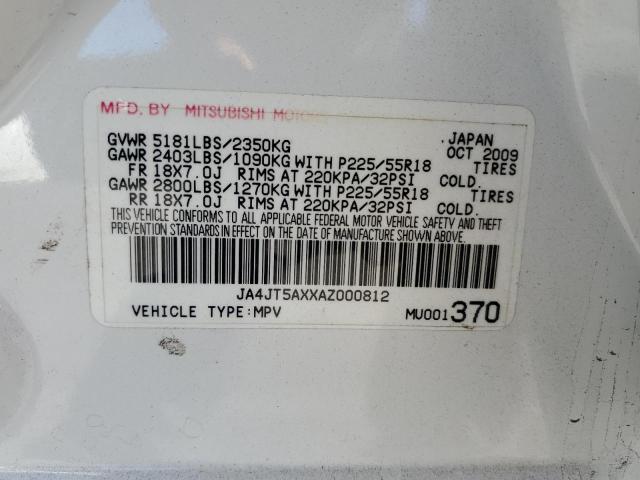 MFD. BY MITSUBISHI MOTORS
GVWR 5181LBS/2350KG JAPAN
GAWR 2403LBS/1090KG WITH P225/55R18 OCT 2009 TIRES
FR 18X7.0J RIMS AT 220KPA/32PSI COLD.
GAWR 2800LBS/1270KG WITH P225/55R18 TIRES
RR 18X7.0J RIMS AT 220KPA/32PSI COLD.
THIS VEHICLE CONFORMS TO ALL APPLICABLE FEDERAL MOTOR VEHICLE SAFETY AND THEFT
PREVENTION STANDARDS IN EFFECT ON THE DATE OF MANUFACTURE SHOWN ABOVE.
JA4JT5AXXAZ000812
VEHICLE TYPE:MPV MU001370